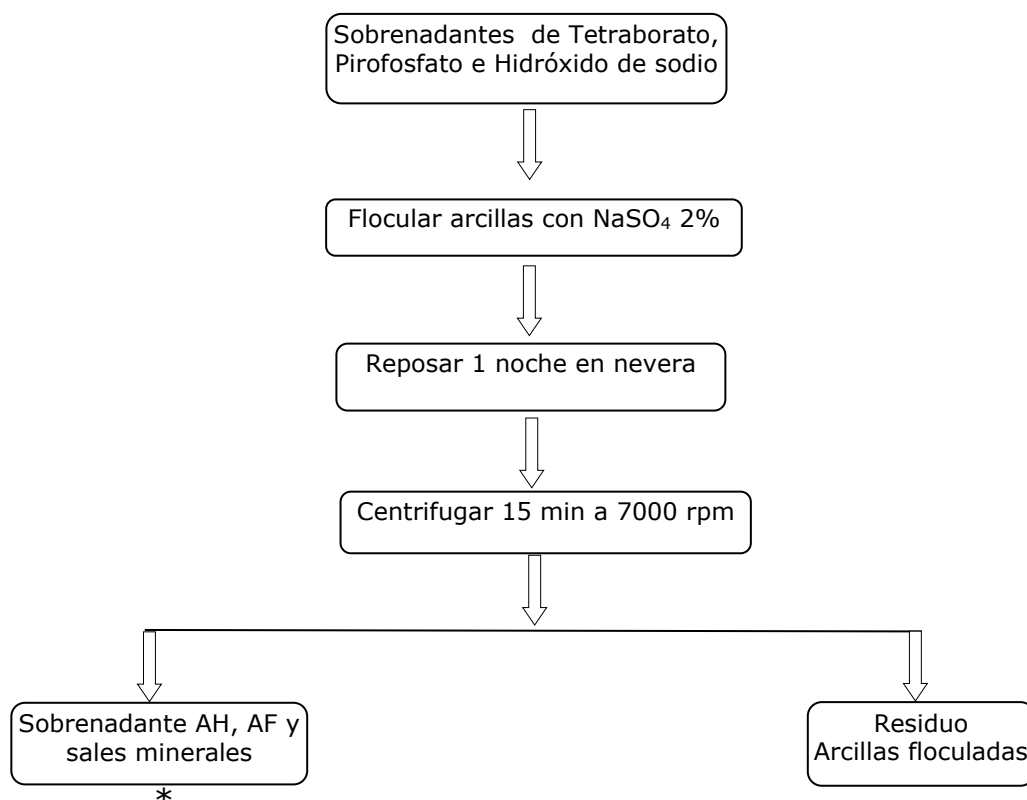 Sobrenadantes de Tetraborato,
Pirofosfato e Hidróxido de sodio
Flocular arcillas con NaSO₄ 2%
Reposar 1 noche en nevera
Centrifugar 15 min a 7000 rpm
Sobrenadante AH, AF y
sales minerales
*
Residuo
Arcillas floculadas